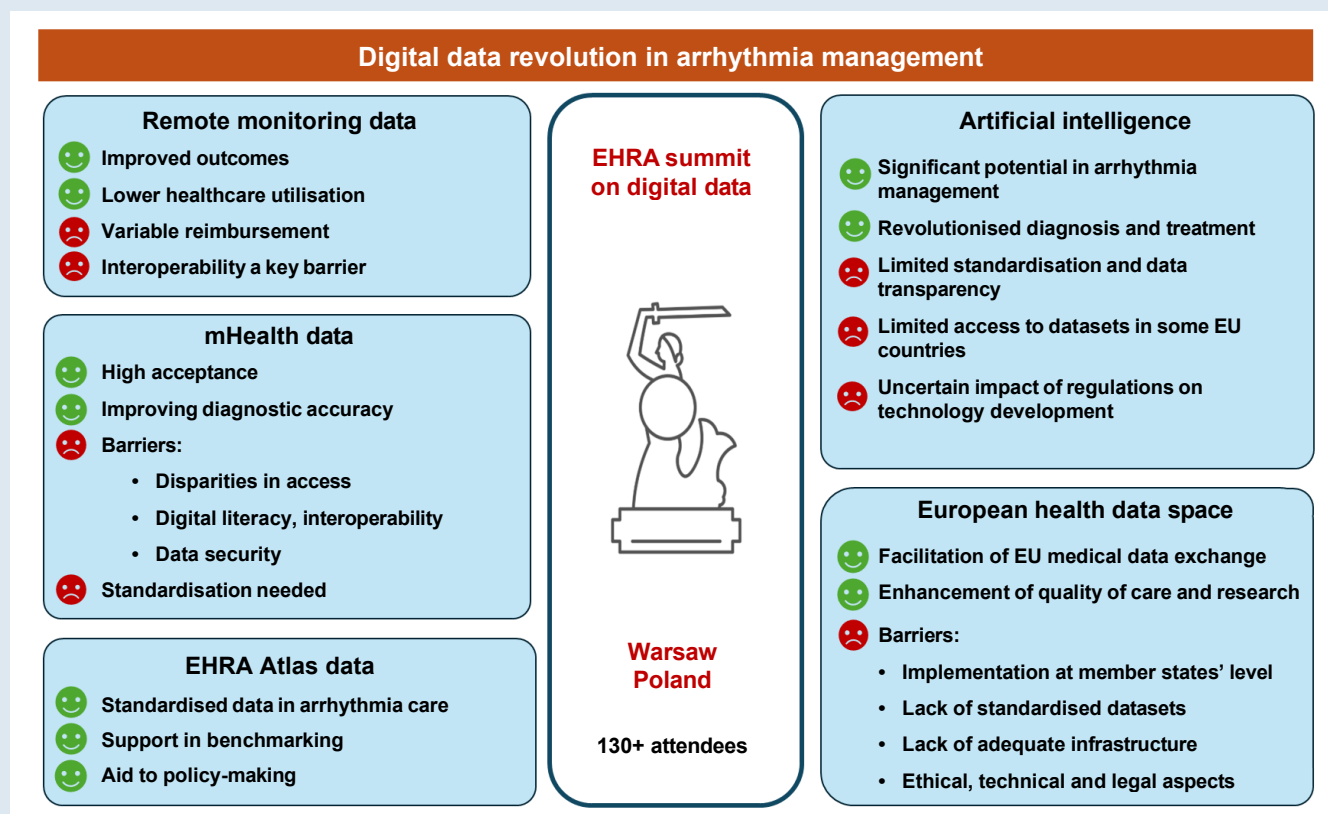 Digital data revolution in arrhythmia management
Remote monitoring data
Improved outcomes
Lower healthcare utilisation
Variable reimbursement
Interoperability a key barrier
mHealth data
High acceptance
Improving diagnostic accuracy
Barriers:
• Disparities in access
• Digital literacy, interoperability
• Data security
Standardisation needed
EHRA Atlas data
Standardised data in arrhythmia care
Support in benchmarking
Aid to policy-making
EHRA summit
on digital data
Warsaw
Poland
130+ attendees
Artificial intelligence
Significant potential in arrhythmia
management
Revolutionised diagnosis and treatment
Limited standardisation and data
transparency
Limited access to datasets in some EU
countries
Uncertain impact of regulations on
technology development
European health data space
Facilitation of EU medical data exchange
Enhancement of quality of care and research
Barriers:
• Implementation at member states’ level
• Lack of standardised datasets
• Lack of adequate infrastructure
• Ethical, technical and legal aspects